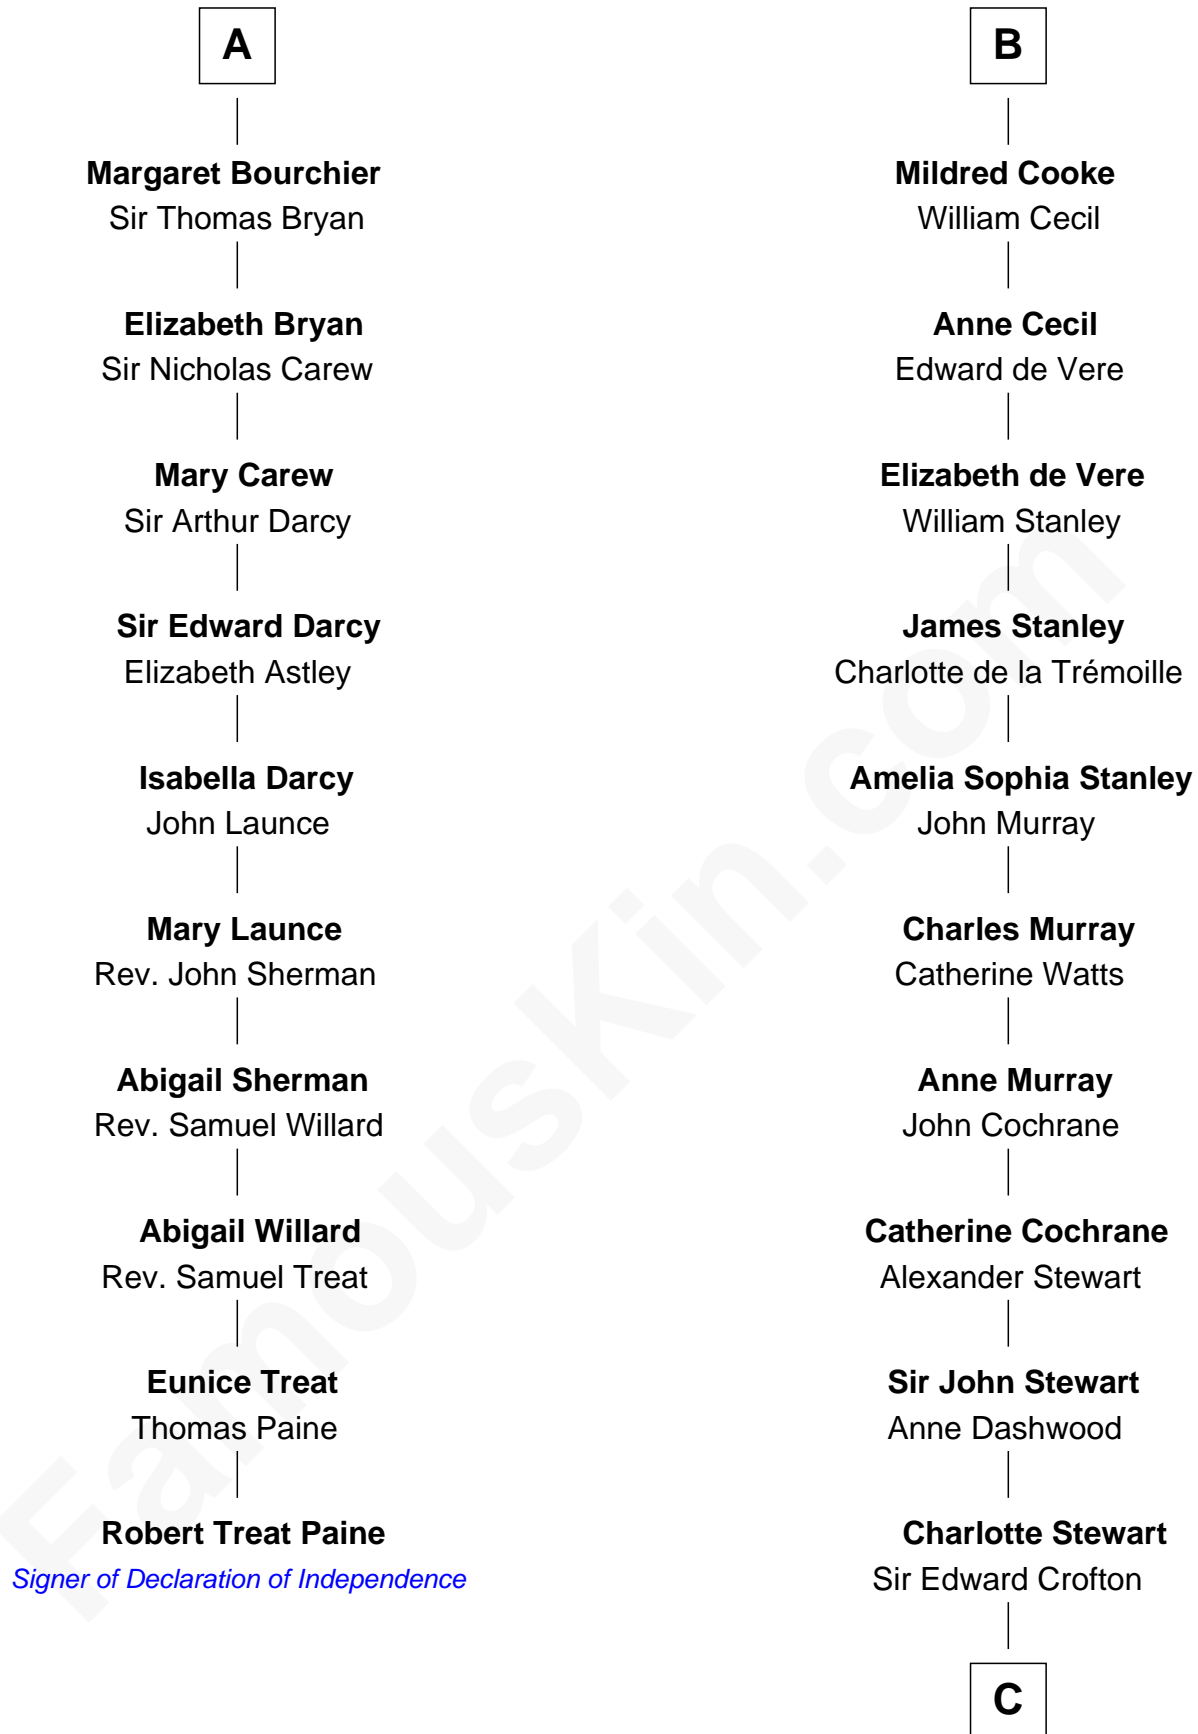 A
Margaret Bourchier
Sir Thomas Bryan
Elizabeth Bryan
Sir Nicholas Carew
Mary Carew
Sir Arthur Darcy
Sir Edward Darcy
Elizabeth Astley
Isabella Darcy
John Launce
Mary Launce
Rev. John Sherman
Abigail Sherman
Rev. Samuel Willard
Abigail Willard
Rev. Samuel Treat
Eunice Treat
Thomas Paine
Robert Treat Paine
Signer of Declaration of Independence
B
Mildred Cooke
William Cecil
Anne Cecil
Edward de Vere
Elizabeth de Vere
William Stanley
James Stanley
Charlotte de la Trémoille
Amelia Sophia Stanley
John Murray
Charles Murray
Catherine Watts
Anne Murray
John Cochrane
Catherine Cochrane
Alexander Stewart
Sir John Stewart
Anne Dashwood
Charlotte Stewart
Sir Edward Crofton
C
FamousKin.com